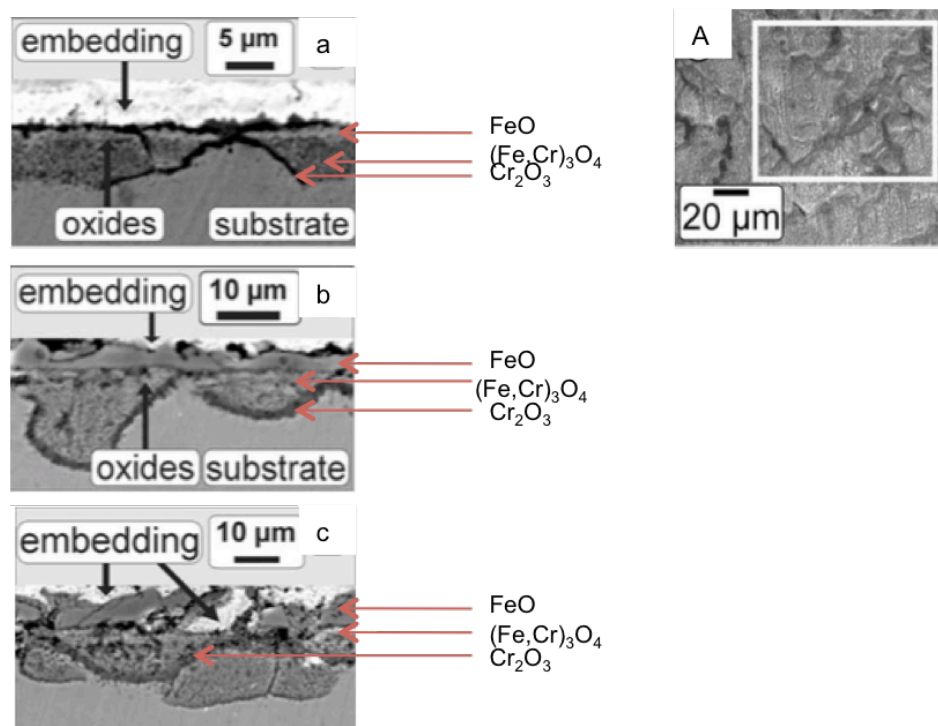 embedding
5 µm
a
FeO
(Fe,Cr)₃O₄
Cr₂O₃
oxides
substrate
A
20 µm
embedding
10 µm
b
FeO
(Fe,Cr)₃O₄
Cr₂O₃
oxides
substrate
embedding
10 µm
c
FeO
(Fe,Cr)₃O₄
Cr₂O₃